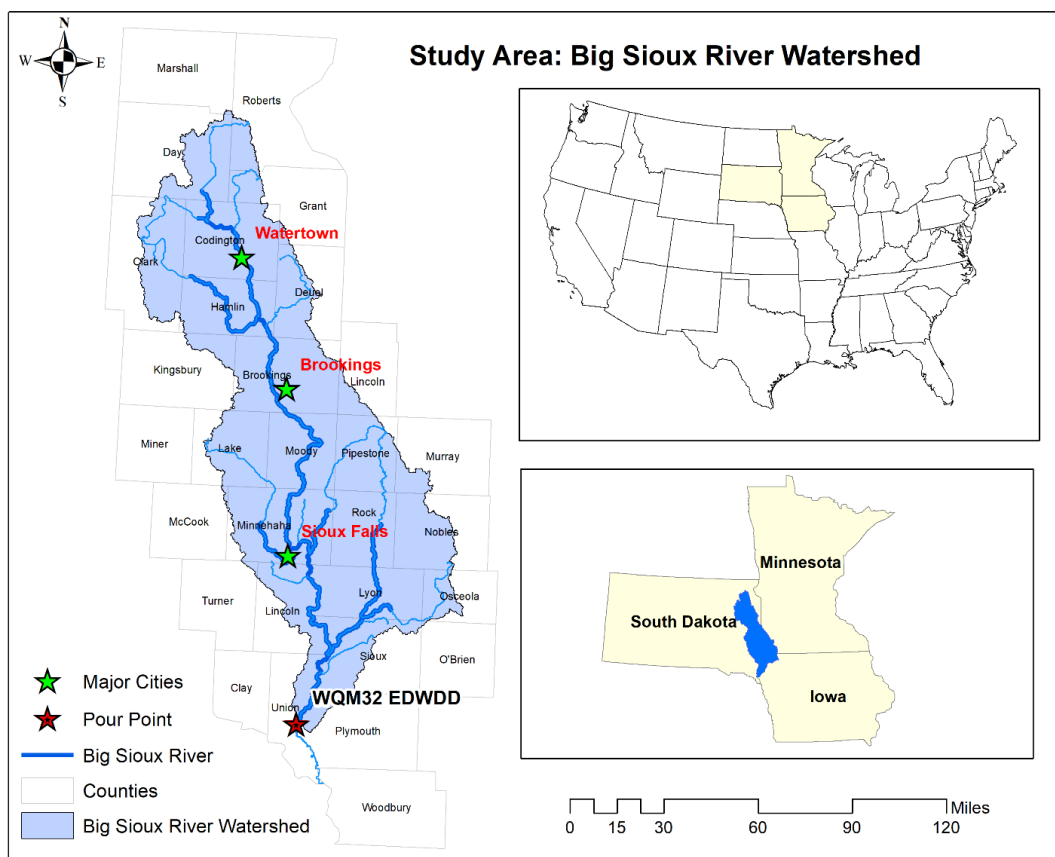 Study Area: Big Sioux River Watershed
N
W
E
S
Marshall
Roberts
Day
Grant
Codington
Watertown
Clark
Deuel
Hamlin
Brookings
Kingsbury
Brookings
Lincoln
Miner
Lake
Moody
Pipestone
Murray
McCook
Minnehaha
Rock
Sioux Falls
Nobles
Turner
Lincoln
Lyon
Osceola
Sioux
O'Brien
Clay
Union
WQM32 EDWDD
Plymouth
Woodbury
Major Cities
Pour Point
Big Sioux River
Counties
Big Sioux River Watershed
Minnesota
South Dakota
Iowa
Miles
0 15 30 60 90 120